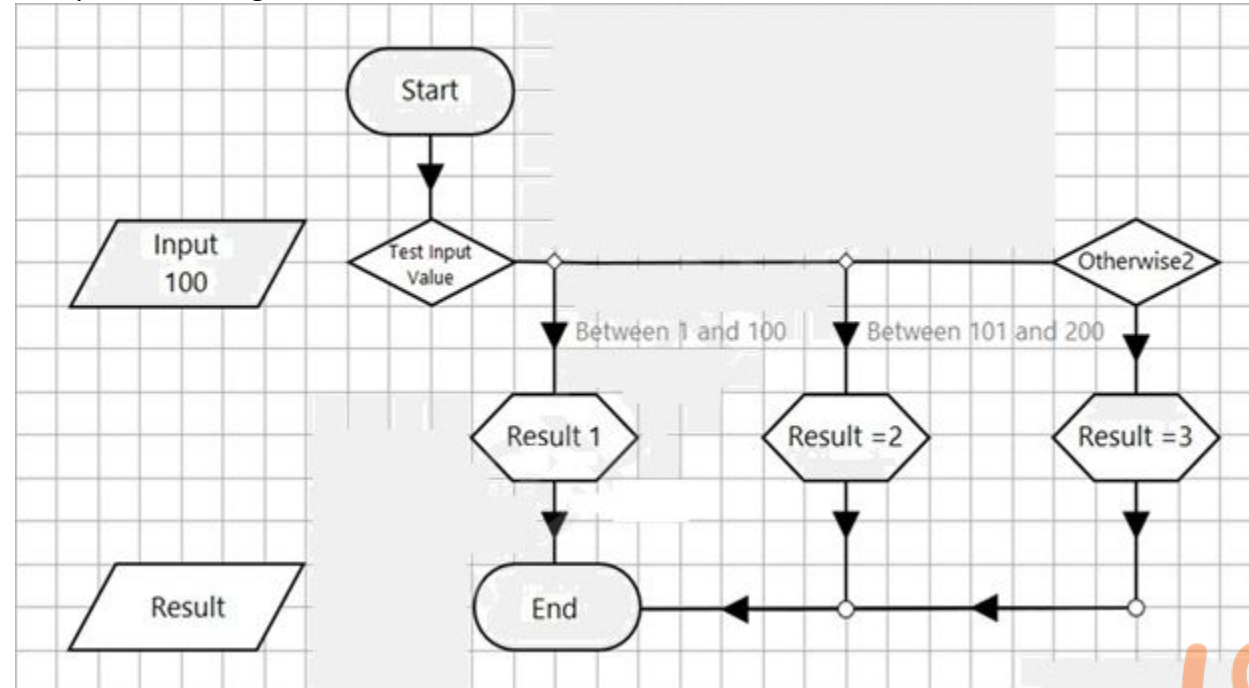 Start
Input
100
Test Input
Value
Otherwise2
Between 1 and 100
Between 101 and 200
Result 1
Result =2
Result =3
Result
End